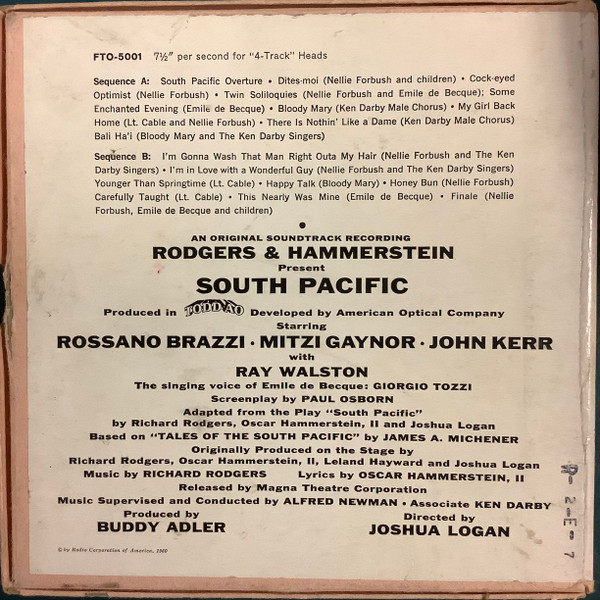 FTO-5001 7½" per second for "4-Track" Heads
Sequence A: South Pacific Overture • Dites-moi (Nellie Forbush and children) • Cock-eyed
Optimist (Nellie Forbush) • Twin Soliloquies (Nellie Forbush and Emile de Becque); Some
Enchanted Evening (Emile de Becque) • Bloody Mary (Ken Darby Male Chorus) • My Girl Back
Home (Lt. Cable and Nellie Forbush) • There Is Nothin' Like a Dame (Ken Darby Male Chorus)
Bali Ha'i (Bloody Mary and The Ken Darby Singers)
Sequence B: I'm Gonna Wash That Man Right Outa My Hair (Nellie Forbush and The Ken
Darby Singers) • I'm in Love with a Wonderful Guy (Nellie Forbush and The Ken Darby Singers)
Younger Than Springtime (Lt. Cable) • Happy Talk (Bloody Mary) • Honey Bun (Nellie Forbush)
Carefully Taught (Lt. Cable) • This Nearly Was Mine (Emile de Becque) • Finale (Nellie
Forbush, Emile de Becque and children)
AN ORIGINAL SOUNDTRACK RECORDING
RODGERS & HAMMERSTEIN
Present
SOUTH PACIFIC
Produced in TODD-AO Developed by American Optical Company
Starring
ROSSANO BRAZZI • MITZI GAYNOR • JOHN KERR
with
RAY WALSTON
The singing voice of Emile de Becque: GIORGIO TOZZI
Screenplay by PAUL OSBORN
Adapted from the Play "South Pacific"
by Richard Rodgers, Oscar Hammerstein, II and Joshua Logan
Based on "TALES OF THE SOUTH PACIFIC" by JAMES A. MICHENER
Originally Produced on the Stage by
Richard Rodgers, Oscar Hammerstein, II, Leland Hayward and Joshua Logan
Music by RICHARD RODGERS Lyrics by OSCAR HAMMERSTEIN, II
Released by Magna Theatre Corporation
Music Supervised and Conducted by ALFRED NEWMAN • Associate KEN DARBY
Produced by Directed by
BUDDY ADLER JOSHUA LOGAN
© by Radio Corporation of America, 1960